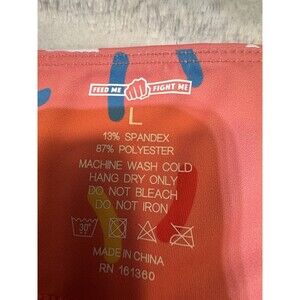 FEED ME FIGHT ME
L
13% SPANDEX
87% POLYESTER
MACHINE WASH COLD
HANG DRY ONLY
DO NOT BLEACH
DO NOT IRON
30°
MADE IN CHINA
RN 161360